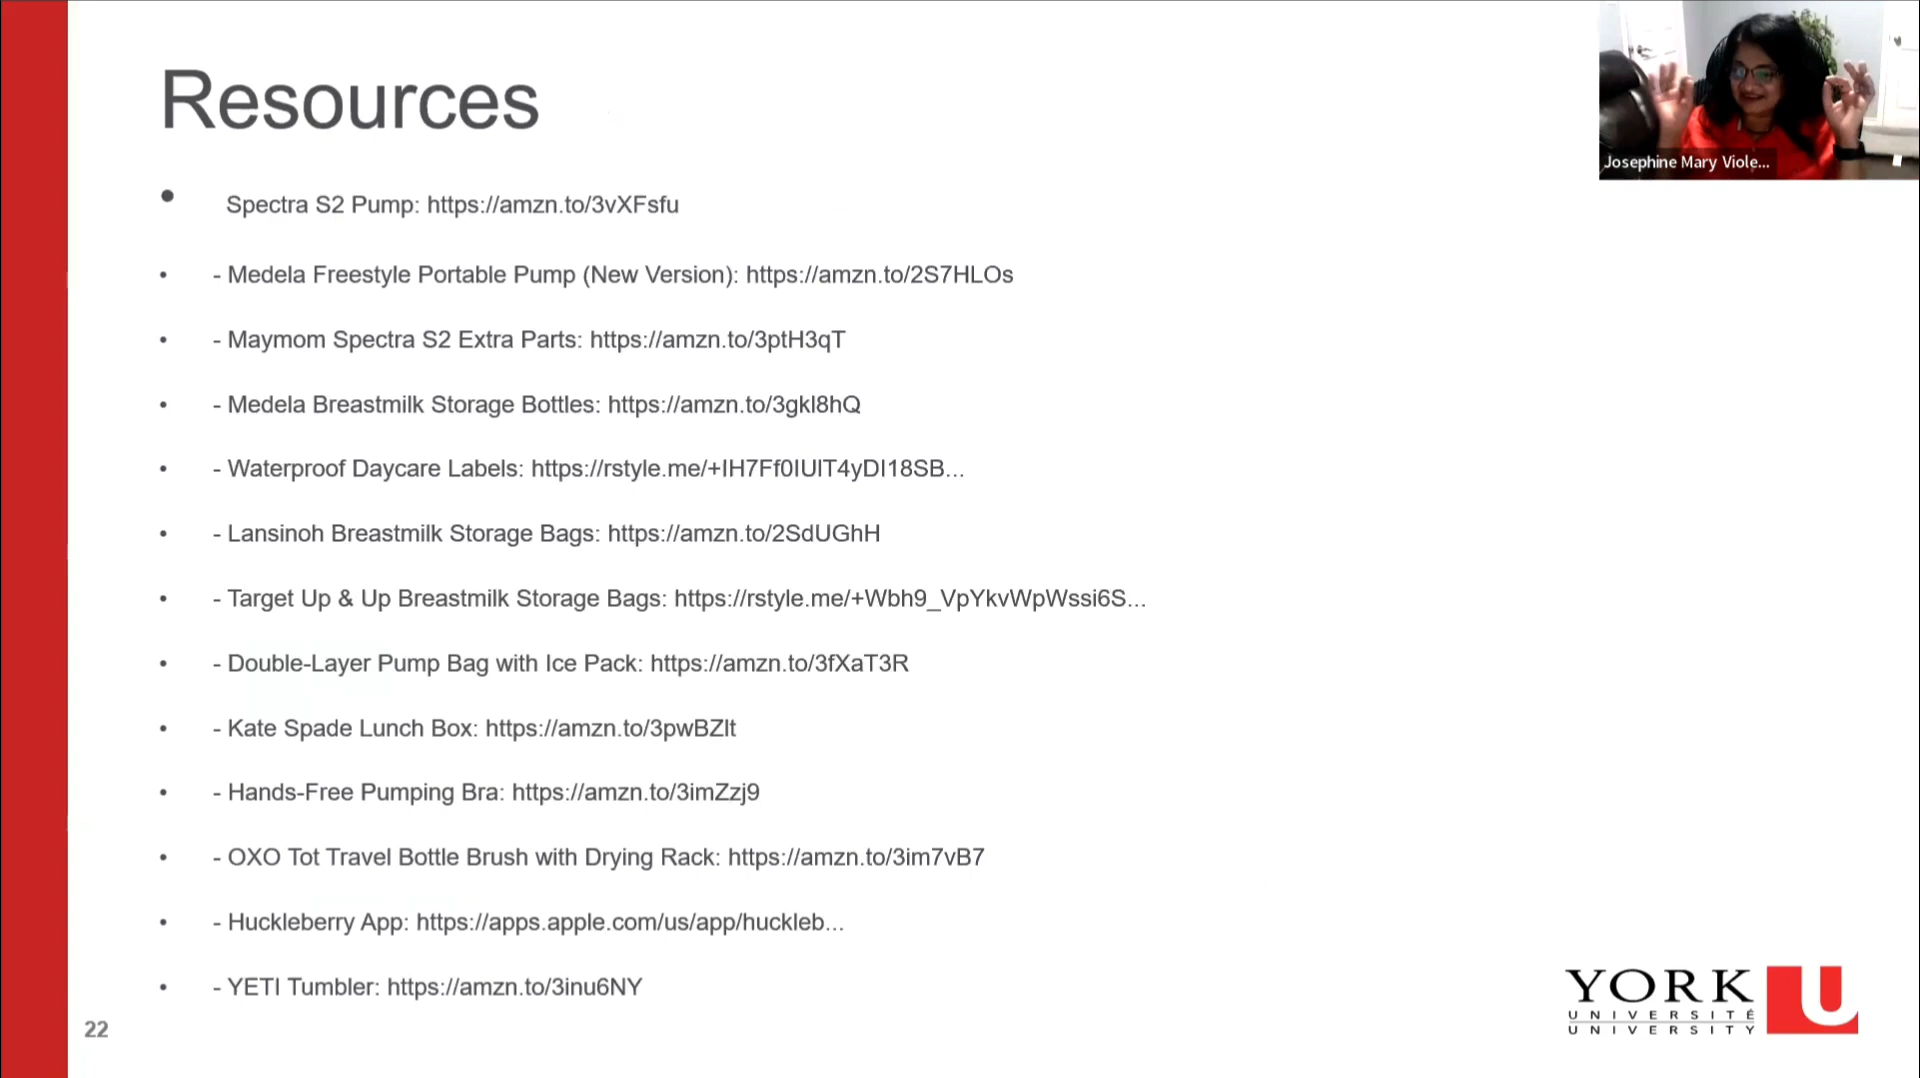 Resources
Josephine Mary Viole...
• Spectra S2 Pump: https://amzn.to/3vXFsfu
• - Medela Freestyle Portable Pump (New Version): https://amzn.to/2S7HLOs
• - Maymom Spectra S2 Extra Parts: https://amzn.to/3ptH3qT
• - Medela Breastmilk Storage Bottles: https://amzn.to/3gkl8hQ
• - Waterproof Daycare Labels: https://rstyle.me/+IH7Ff0IUlT4yDI18SB...
• - Lansinoh Breastmilk Storage Bags: https://amzn.to/2SdUGhH
• - Target Up & Up Breastmilk Storage Bags: https://rstyle.me/+Wbh9_VpYkvWpWssi6S...
• - Double-Layer Pump Bag with Ice Pack: https://amzn.to/3fXaT3R
• - Kate Spade Lunch Box: https://amzn.to/3pwBZlt
• - Hands-Free Pumping Bra: https://amzn.to/3imZzj9
• - OXO Tot Travel Bottle Brush with Drying Rack: https://amzn.to/3im7vB7
• - Huckleberry App: https://apps.apple.com/us/app/huckleb...
• - YETI Tumbler: https://amzn.to/3inu6NY
22
YORK U
UNIVERSITÉ
UNIVERSITY